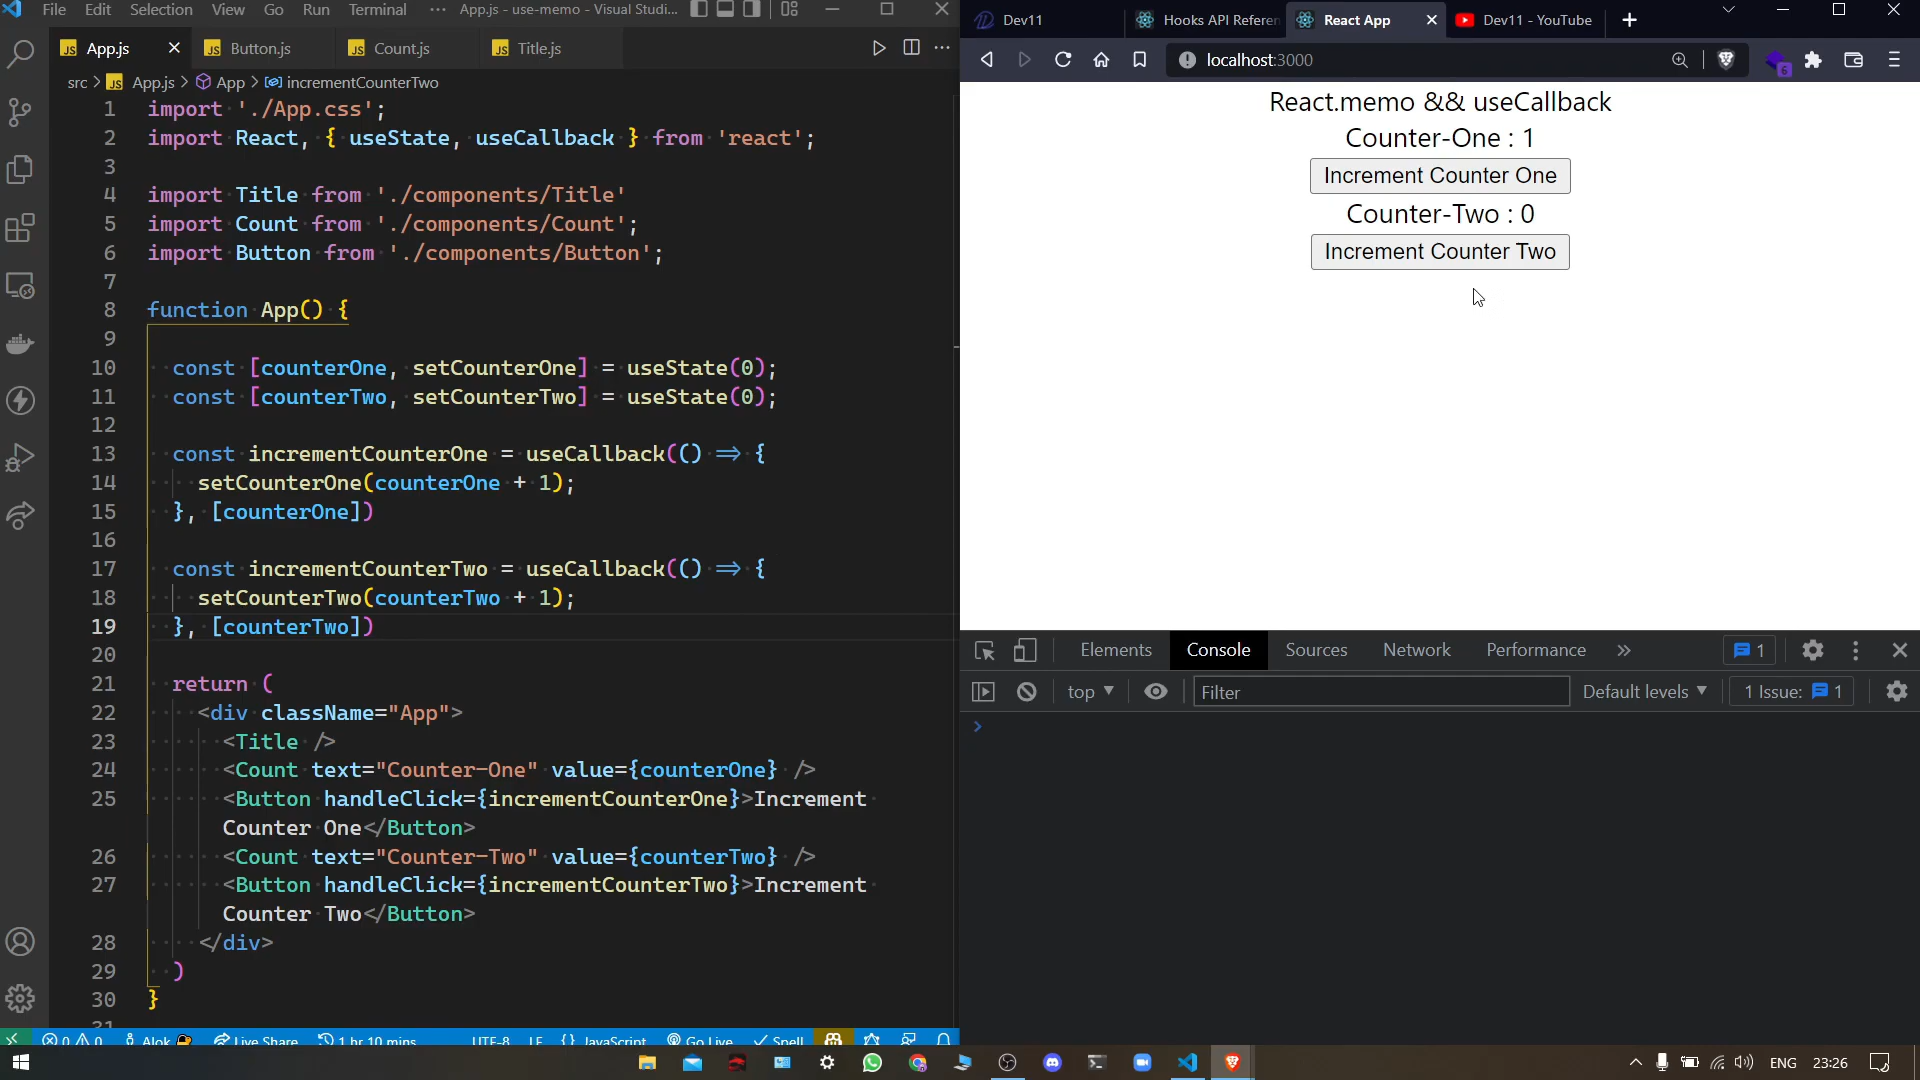 File Edit Selection View Go Run Terminal ··· App.js - use-memo - Visual Studi...
App.js Button.js Count.js Title.js
src > App.js > App > incrementCounterTwo
1 import './App.css';
2 import React, { useState, useCallback } from 'react';
3
4 import Title from './components/Title'
5 import Count from './components/Count';
6 import Button from './components/Button';
7
8 function App() {
9
10 const [counterOne, setCounterOne] = useState(0);
11 const [counterTwo, setCounterTwo] = useState(0);
12
13 const incrementCounterOne = useCallback(() => {
14 setCounterOne(counterOne + 1);
15 }, [counterOne])
16
17 const incrementCounterTwo = useCallback(() => {
18 setCounterTwo(counterTwo + 1);
19 }, [counterTwo])
20
21 return (
22 <div className="App">
23 <Title />
24 <Count text="Counter-One" value={counterOne} />
25 <Button handleClick={incrementCounterOne}>Increment
Counter One</Button>
26 <Count text="Counter-Two" value={counterTwo} />
27 <Button handleClick={incrementCounterTwo}>Increment
Counter Two</Button>
28 </div>
29 )
30 }
31
0 0 Alok Live Share 1 hr 10 mins UTF-8 LF {} JavaScript Go Live Spell
Dev11 Hooks API Referen React App Dev11 - YouTube
localhost:3000 6
React.memo && useCallback
Counter-One : 1
Increment Counter One
Counter-Two : 0
Increment Counter Two
Elements Console Sources Network Performance 1
top Filter Default levels 1 Issue: 1
ENG 23:26